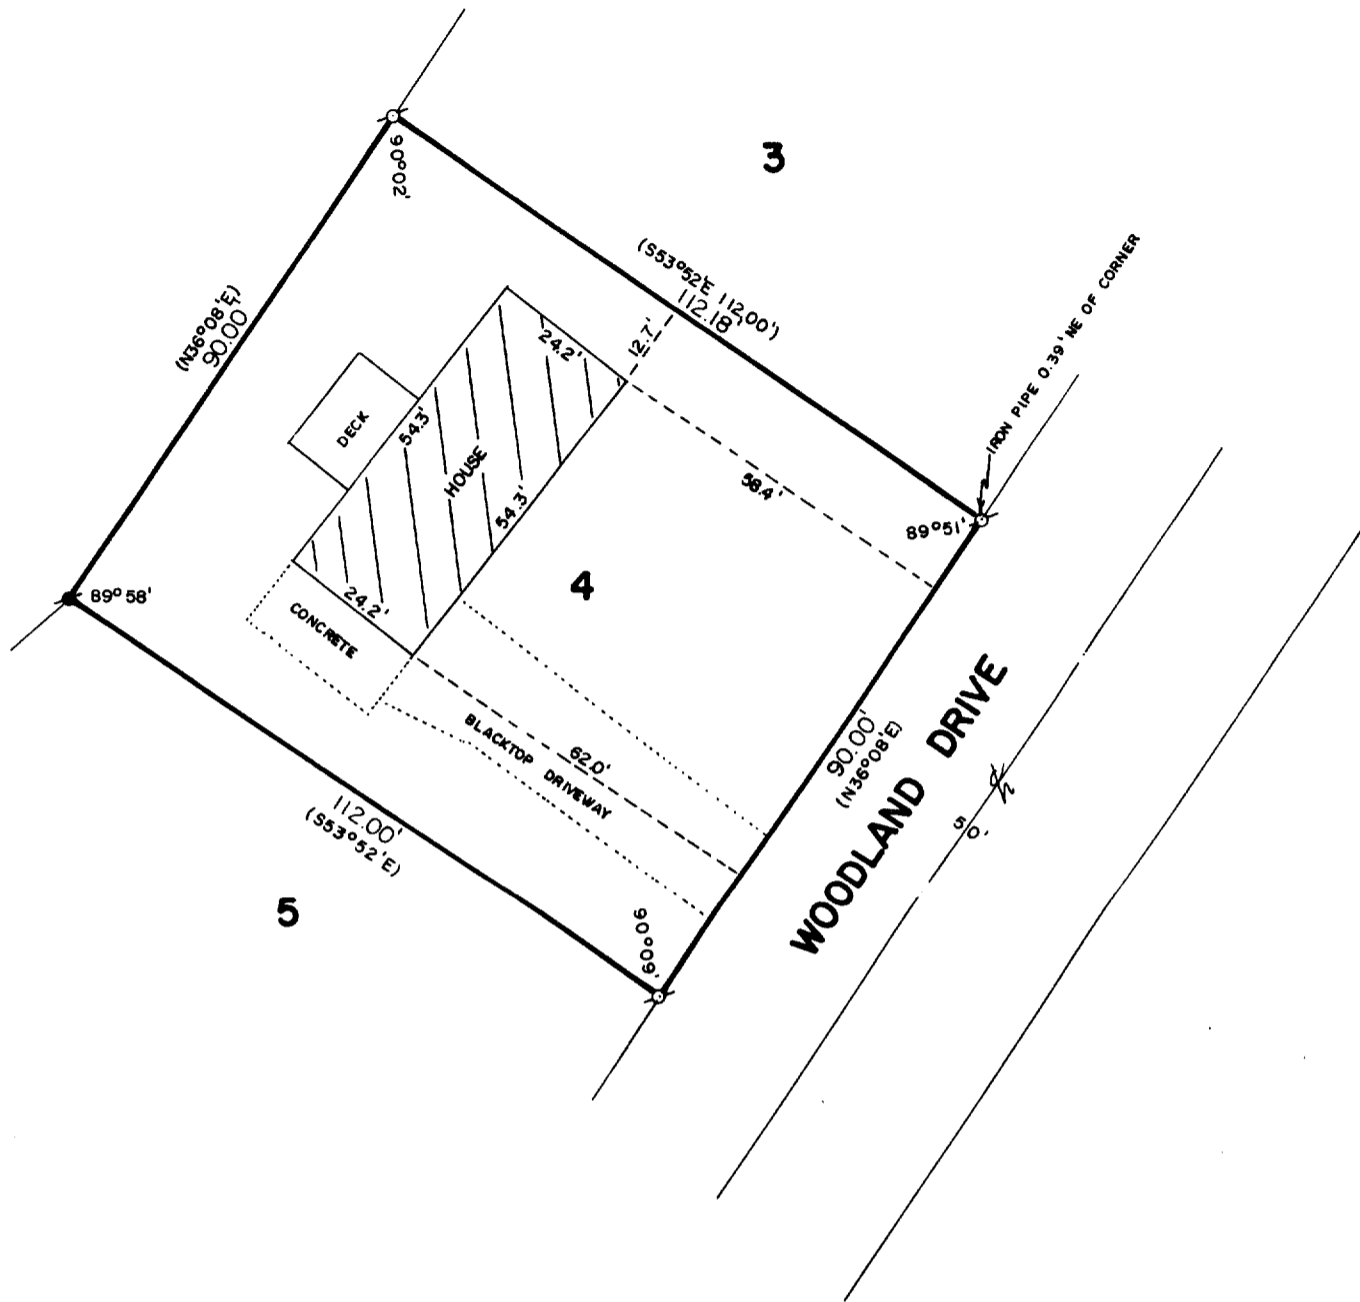 3
90°02'
(S53°52'E 112.00')
112.18'
IRON PIPE 0.39' NE OF CORNER
(N36°08'E)
90.00'
24.2'
12.7'
DECK
54.3'
HOUSE
54.3'
58.4'
89°51'
89°58'
24.2'
CONCRETE
4
BLACKTOP DRIVEWAY
62.0'
90.00'
(N36°08'E)
WOODLAND DRIVE
50'
112.00'
(S53°52'E)
5
90°09'